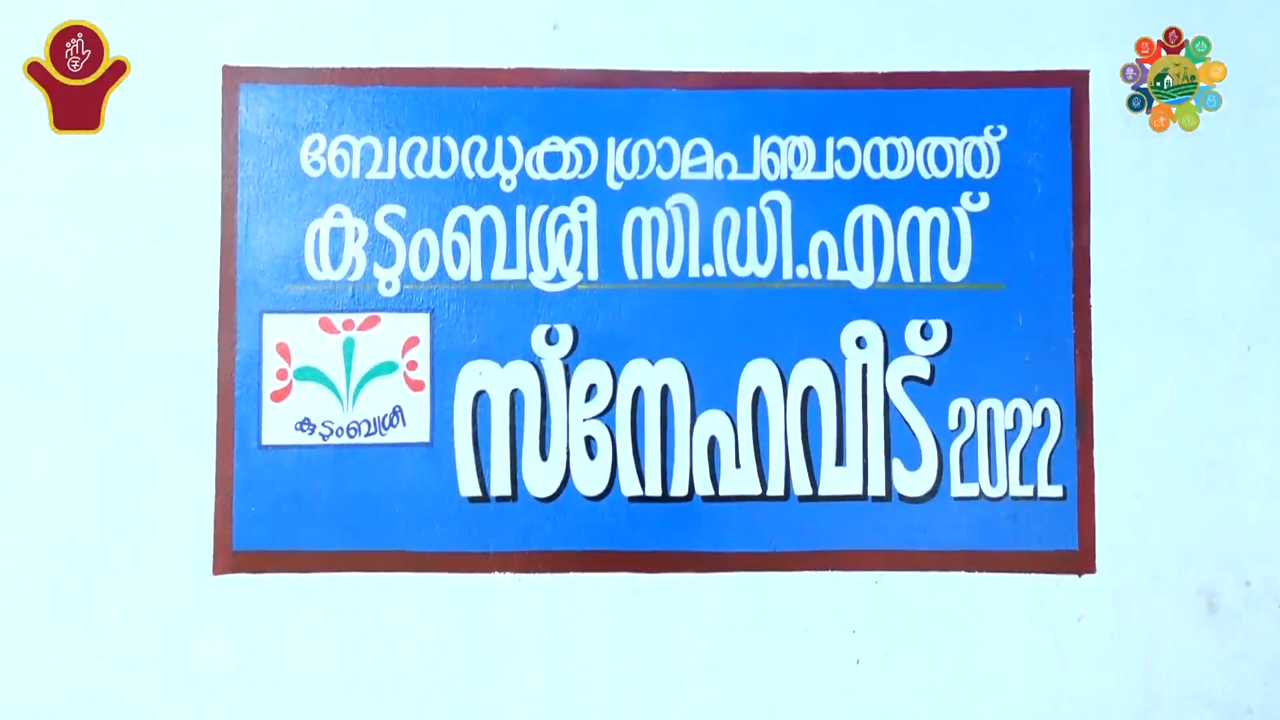 ബേഡഡുക്ക ഗ്രാമപഞ്ചായത്ത്
കുടുംബശ്രീ സി.ഡി.എസ്
കുടുംബശ്രീ
സ്നേഹവീട് 2022